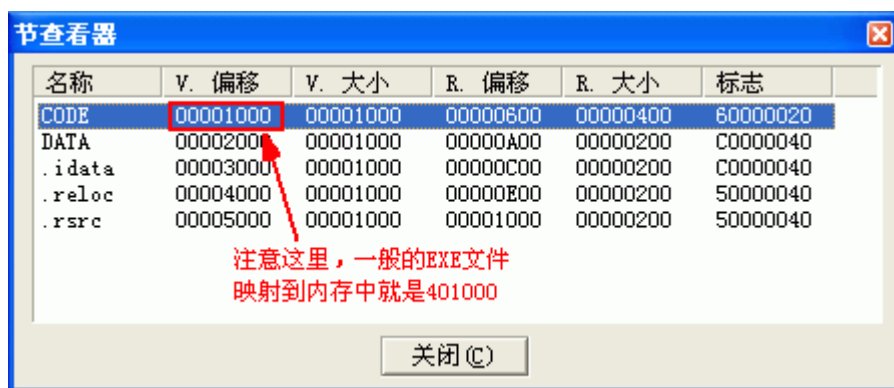 节查看器
名称 V. 偏移 V. 大小 R. 偏移 R. 大小 标志
CODE 00001000 00001000 00000600 00000400 60000020
DATA 00002000 00001000 00000A00 00000200 C0000040
.idata 00003000 00001000 00000C00 00000200 C0000040
.reloc 00004000 00001000 00000E00 00000200 50000040
.rsrc 00005000 00001000 00001000 00000200 50000040
注意这里，一般的EXE文件
映射到内存中就是401000
关闭(C)